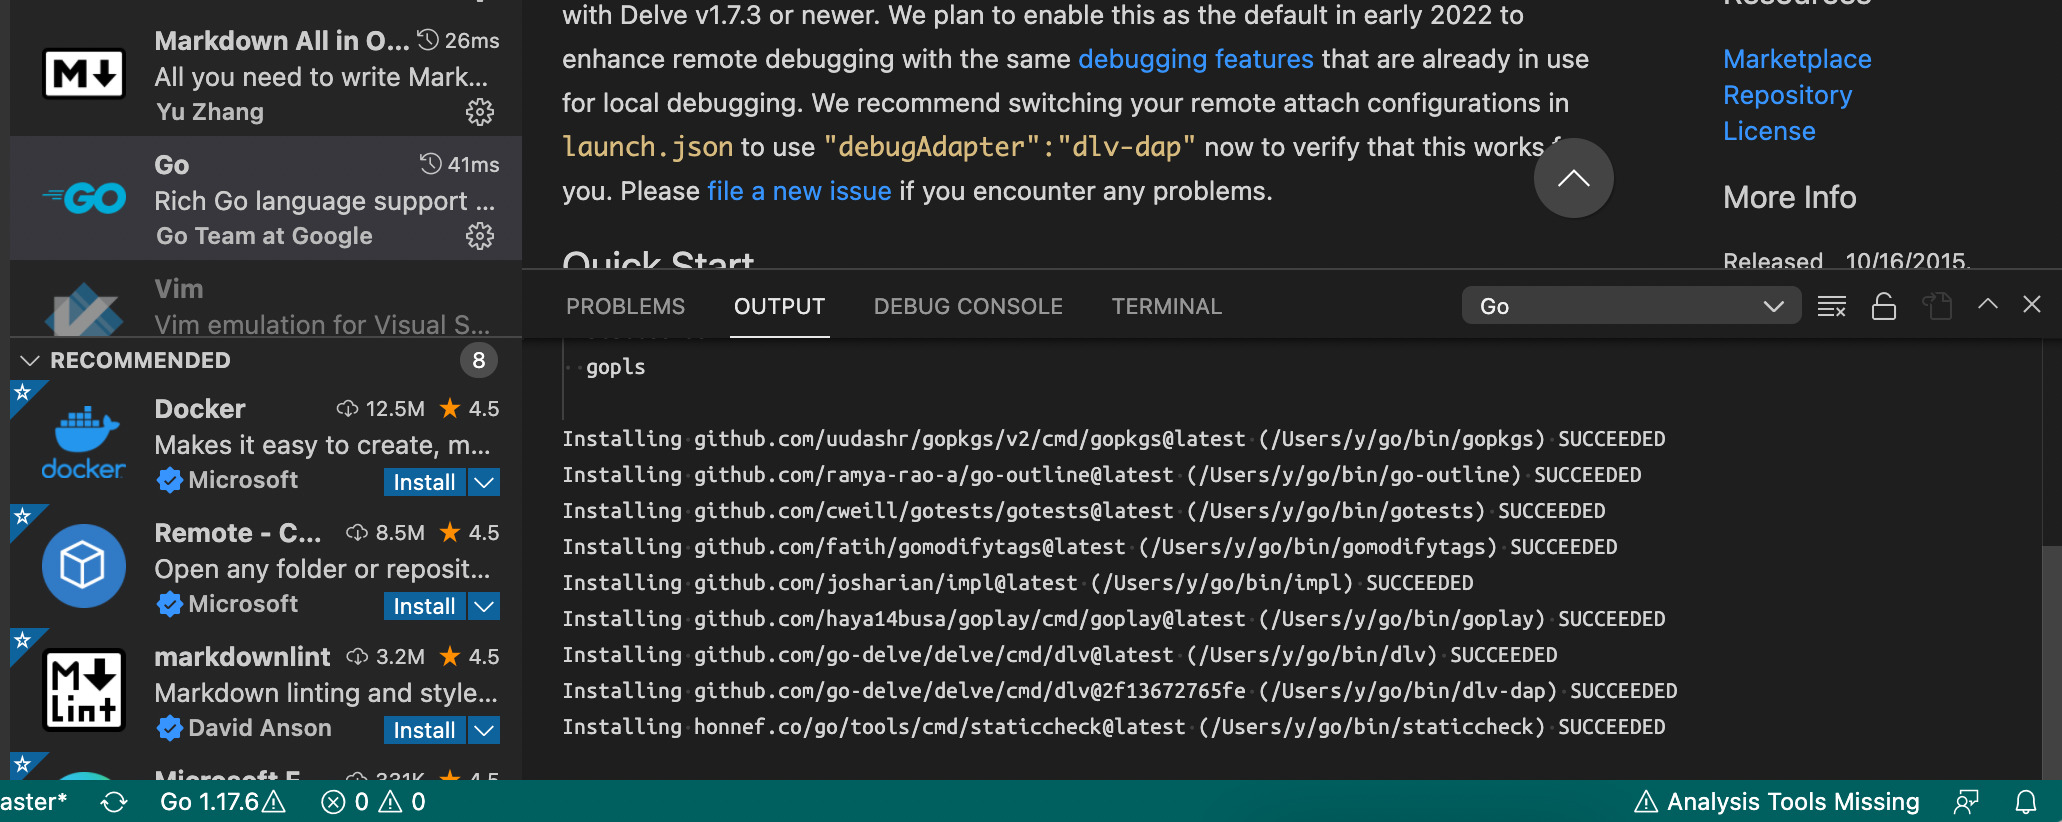 Markdown All in O... 26ms
All you need to write Mark...
Yu Zhang
GO
Go 41ms
Rich Go language support ...
Go Team at Google
Vim
Vim emulation for Visual S...
RECOMMENDED 8
docker
Docker 12.5M 4.5
Makes it easy to create, m...
Microsoft Install
Remote - C... 8.5M 4.5
Open any folder or reposit...
Microsoft Install
M lint
markdownlint 3.2M 4.5
Markdown linting and style...
David Anson Install
Microsoft E 331K 4.5
with Delve v1.7.3 or newer. We plan to enable this as the default in early 2022 to
enhance remote debugging with the same debugging features that are already in use
for local debugging. We recommend switching your remote attach configurations in
launch.json to use "debugAdapter":"dlv-dap" now to verify that this works
you. Please file a new issue if you encounter any problems.
Quick Start
Resources
Marketplace
Repository
License
More Info
Released 10/16/2015,
PROBLEMS OUTPUT DEBUG CONSOLE TERMINAL Go
gopls
Installing github.com/uudashr/gopkgs/v2/cmd/gopkgs@latest (/Users/y/go/bin/gopkgs) SUCCEEDED
Installing github.com/ramya-rao-a/go-outline@latest (/Users/y/go/bin/go-outline) SUCCEEDED
Installing github.com/cweill/gotests/gotests@latest (/Users/y/go/bin/gotests) SUCCEEDED
Installing github.com/fatih/gomodifytags@latest (/Users/y/go/bin/gomodifytags) SUCCEEDED
Installing github.com/josharian/impl@latest (/Users/y/go/bin/impl) SUCCEEDED
Installing github.com/haya14busa/goplay/cmd/goplay@latest (/Users/y/go/bin/goplay) SUCCEEDED
Installing github.com/go-delve/delve/cmd/dlv@latest (/Users/y/go/bin/dlv) SUCCEEDED
Installing github.com/go-delve/delve/cmd/dlv@2f13672765fe (/Users/y/go/bin/dlv-dap) SUCCEEDED
Installing honnef.co/go/tools/cmd/staticcheck@latest (/Users/y/go/bin/staticcheck) SUCCEEDED
aster* Go 1.17.6 0 0 Analysis Tools Missing